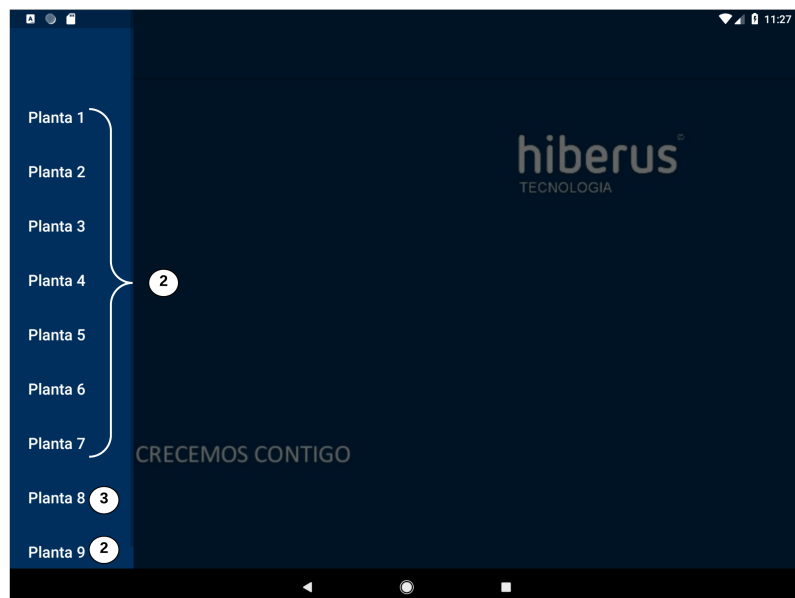 11:27
Planta 1
hiberus©
TECNOLOGIA
Planta 2
Planta 3
Planta 4
2
Planta 5
Planta 6
Planta 7
CRECEMOS CONTIGO
Planta 8 3
Planta 9 2